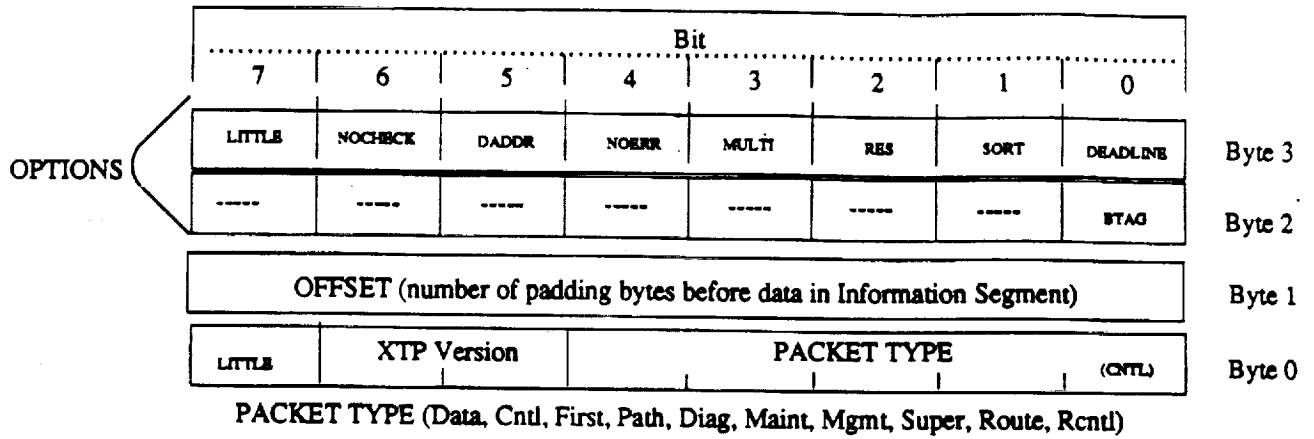 Bit
7 6 5 4 3 2 1 0
LITTLE NOCHECK DADDR NOERR MULTI RES SORT DEADLINE Byte 3
OPTIONS
----- ----- ----- ----- ----- ----- ----- BTAG Byte 2
OFFSET (number of padding bytes before data in Information Segment) Byte 1
LITTLE XTP Version PACKET TYPE (CNTL) Byte 0
PACKET TYPE (Data, Cntl, First, Path, Diag, Maint, Mgmt, Super, Route, Rcntl)